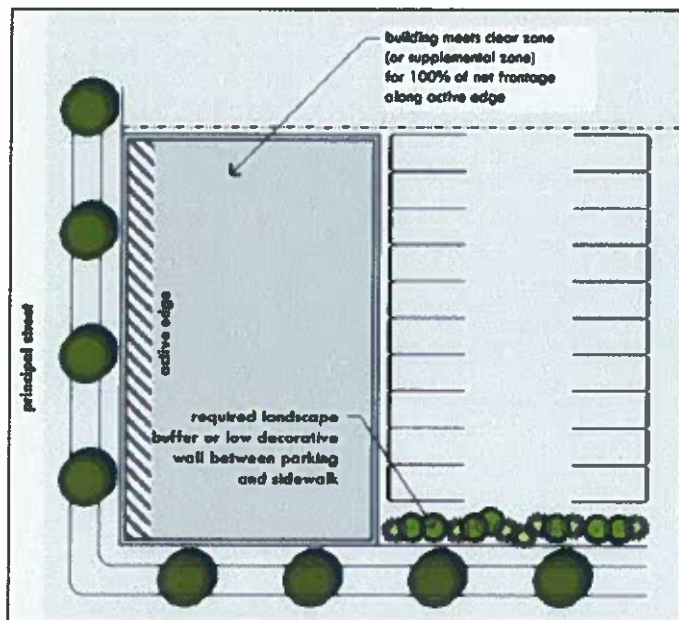 building meets clear zone
(or supplemental zone)
for 100% of net frontage
along active edge
principal street
active edge
required landscape
buffer or low decorative
wall between parking
and sidewalk